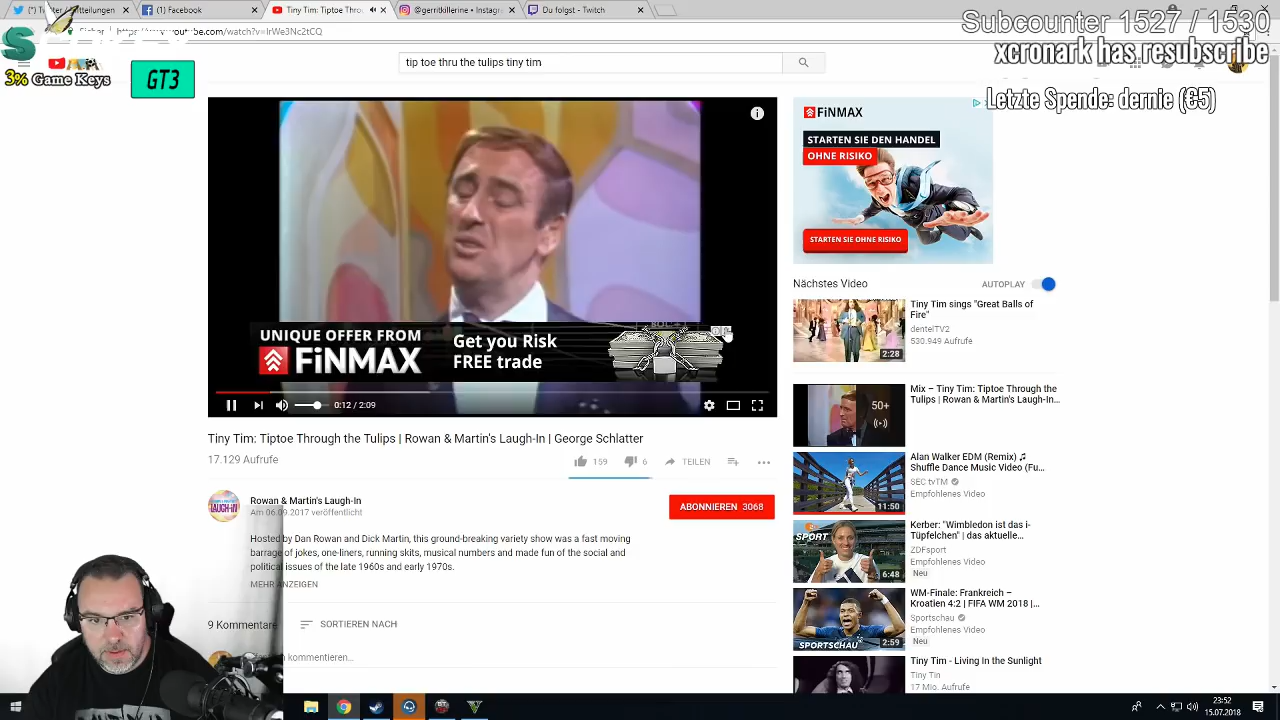 Tiny Tim: Tiptoe Throu
@gerritkillerine • Instag
Du folgst - Twitch
Subcounter 1527 / 1530
xcronark has resubscribe
Letzte Spende: dernie (€5)
3% Game Keys
GT3
tip toe thru the tulips tiny tim
UNIQUE OFFER FROM
FiNMAX
Get you Risk
FREE trade
0:12 / 2:09
FiNMAX
STARTEN SIE DEN HANDEL
OHNE RISIKO
STARTEN SIE OHNE RISIKO
Tiny Tim: Tiptoe Through the Tulips | Rowan & Martin's Laugh-In | George Schlatter
17.129 Aufrufe
159
6
TEILEN
Rowan & Martin's Laugh-In
Am 06.09.2017 veröffentlicht
ABONNIEREN 3068
Hosted by Dan Rowan and Dick Martin, this ground-breaking variety show was a fast moving
barrage of jokes, one-liners, running skits, musical numbers and made fun of the social and
political issues of the late 1960s and early 1970s.
MEHR ANZEIGEN
9 Kommentare
SORTIEREN NACH
kommentieren...
Nächstes Video
AUTOPLAY
Tiny Tim sings "Great Balls of
Fire"
dentelTV2
530.949 Aufrufe
2:28
Mix – Tiny Tim: Tiptoe Through the
Tulips | Rowan & Martin's Laugh-In...
50+
Alan Walker EDM (Remix) ♫
Shuffle Dance Music Video (Fu...
SEC tvTM
Empfohlenes Video
11:50
Kerber: "Wimbledon ist das i-
Tüpfelchen" | das aktuelle...
ZDFsport
Empfohlenes Video
Neu
SPORT
6:48
WM-Finale: Frankreich –
Kroatien 4:2 | FIFA WM 2018 |...
Sportschau
Empfohlenes Video
Neu
SPORTSCHAU
2:59
Tiny Tim - Living In the Sunlight
Tiny Tin
17 Mio. Aufrufe
23:52
15.07.2018